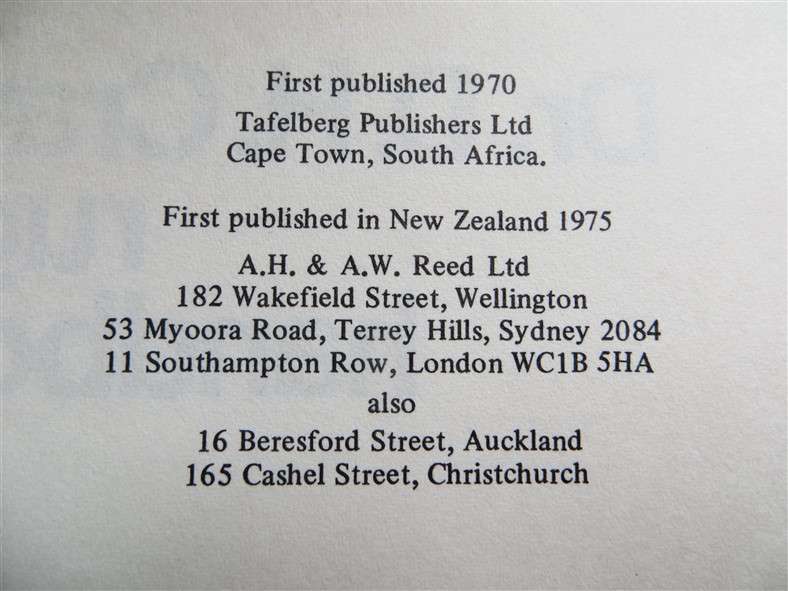 First published 1970
Tafelberg Publishers Ltd
Cape Town, South Africa.
First published in New Zealand 1975
A.H. & A.W. Reed Ltd
182 Wakefield Street, Wellington
53 Myoora Road, Terrey Hills, Sydney 2084
11 Southampton Row, London WC1B 5HA
also
16 Beresford Street, Auckland
165 Cashel Street, Christchurch